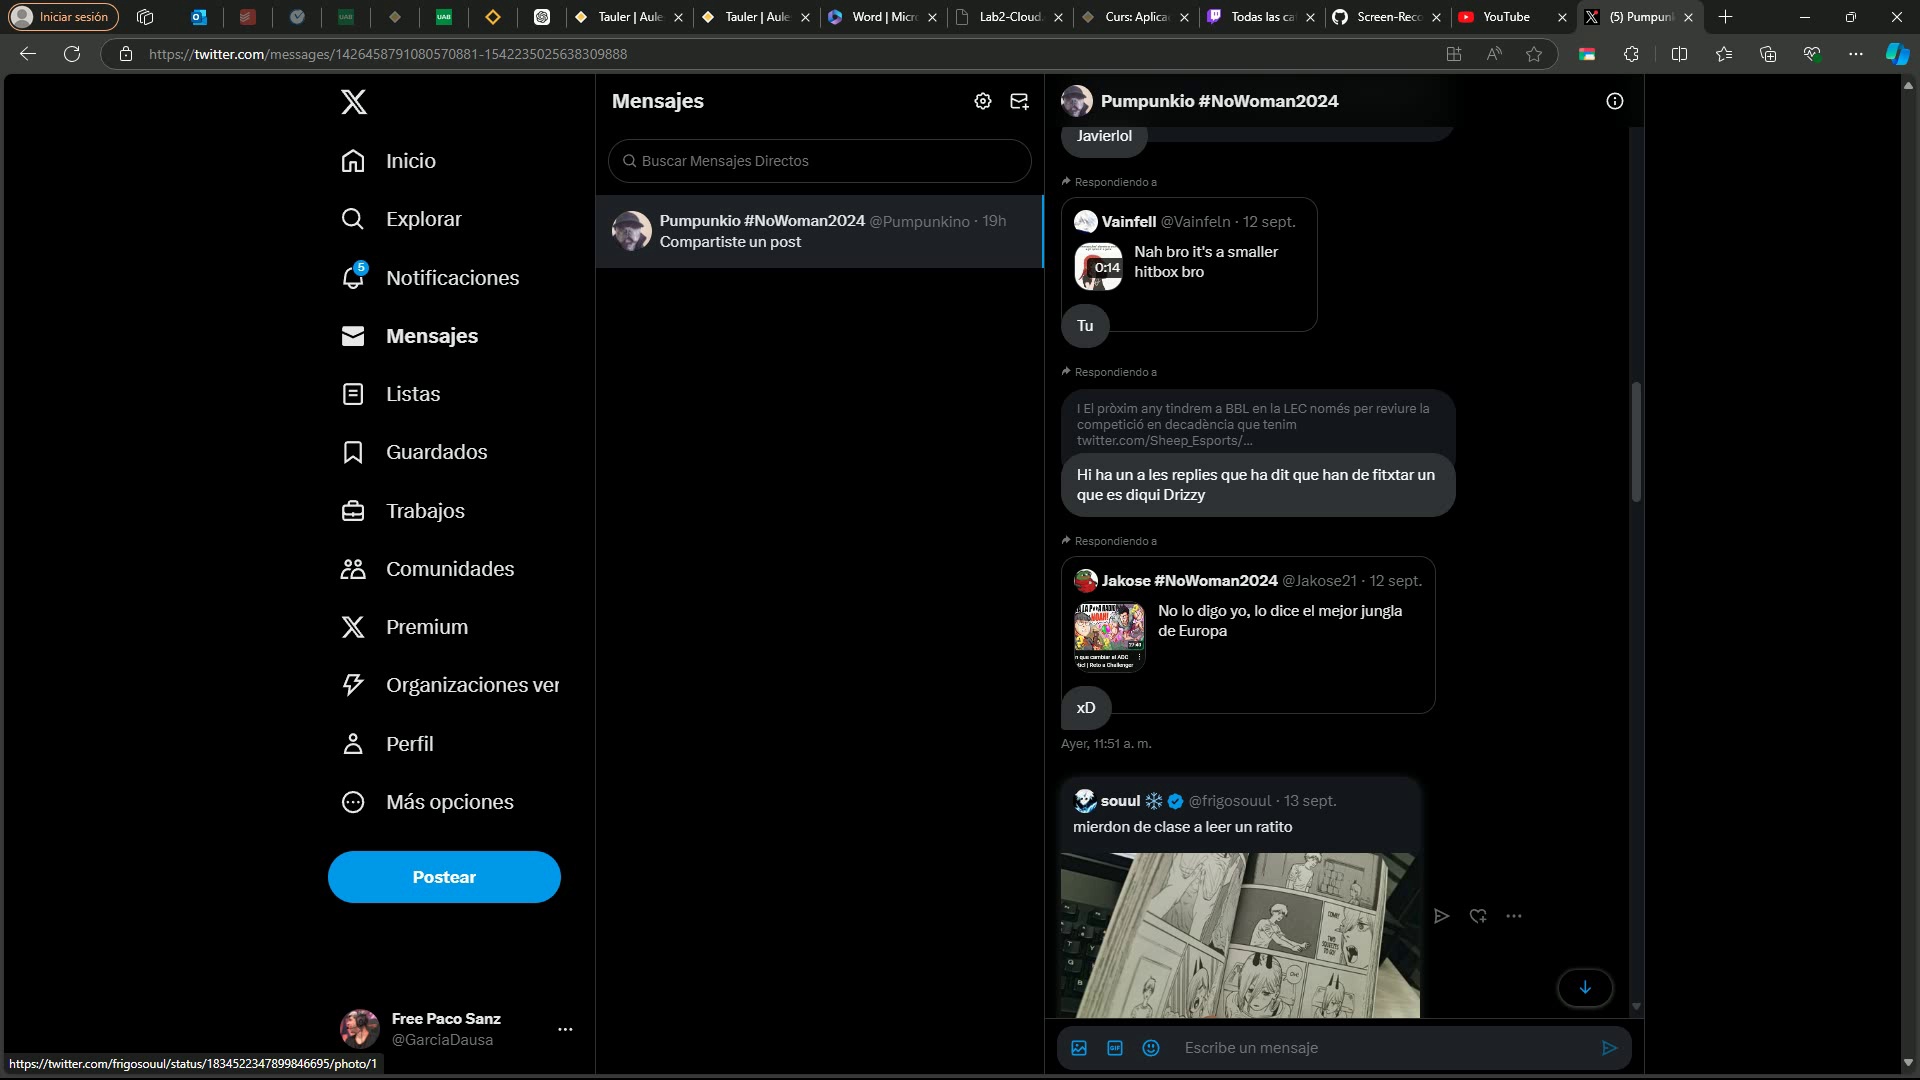 Iniciar sesión
Tauler | Aule
Tauler | Aule
Word | Micr
Lab2-Cloud.
Curs: Aplica
Todas las ca
Screen-Reco
YouTube
(5) Pumpun
https://twitter.com/messages/1426458791080570881-1542235025638309888
Inicio
Explorar
5
Notificaciones
Mensajes
Listas
Guardados
Trabajos
Comunidades
Premium
Organizaciones ver
Perfil
Más opciones
Postear
Free Paco Sanz
@GarciaDausa
https://twitter.com/frigosouul/status/1834522347899846695/photo/1
Mensajes
Buscar Mensajes Directos
Pumpunkio #NoWoman2024 @Pumpunkino · 19h
Compartiste un post
Pumpunkio #NoWoman2024
Javierlol
Respondiendo a
Vainfell @Vainfeln · 12 sept.
0:14
Nah bro it's a smaller
hitbox bro
Tu
Respondiendo a
I El pròxim any tindrem a BBL en la LEC només per reviure la
competició en decadència que tenim
twitter.com/Sheep_Esports/...
Hi ha un a les replies que ha dit que han de fitxtar un
que es diqui Drizzy
Respondiendo a
Jakose #NoWoman2024 @Jakose21 · 12 sept.
No lo digo yo, lo dice el mejor jungla
de Europa
xD
Ayer, 11:51 a. m.
souul @frigosouul · 13 sept.
mierdon de clase a leer un ratito
GIF
Escribe un mensaje